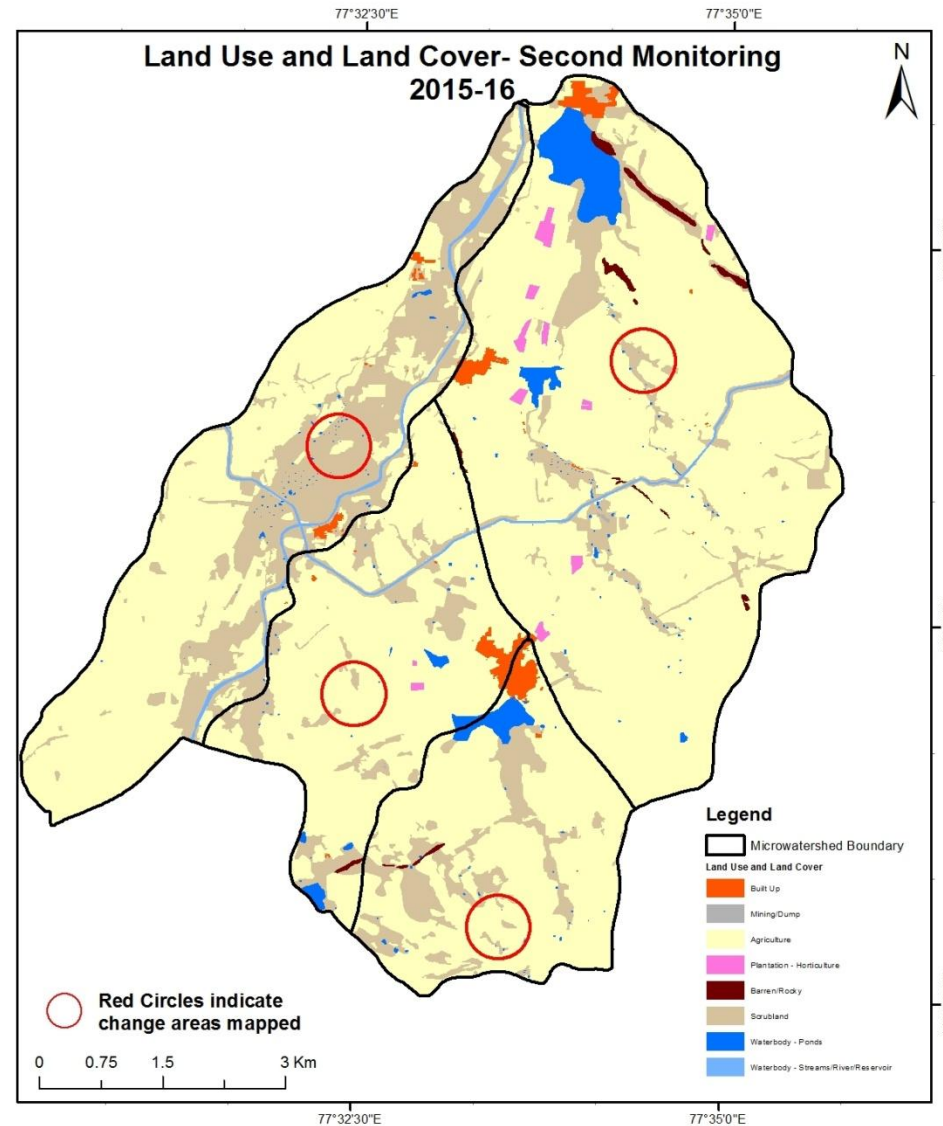 77°32'30"E
77°35'0"E
Land Use and Land Cover- Second Monitoring
2015-16
N
Legend
Microwatershed Boundary
Land Use and Land Cover
Built Up
Mining/Dump
Agriculture
Plantation - Horticulture
Barren/Rocky
Scrubland
Waterbody - Ponds
Waterbody - Streams/River/Reservoir
Red Circles indicate
change areas mapped
0 0.75 1.5 3 Km
77°32'30"E
77°35'0"E